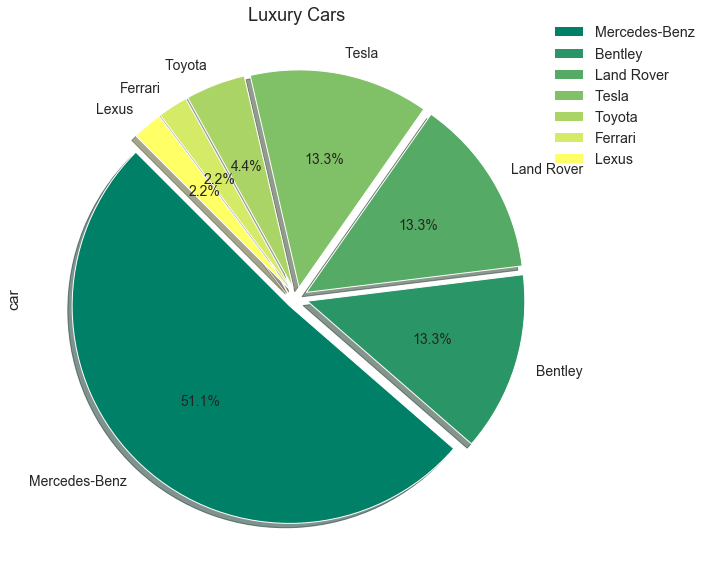 Luxury Cars
Mercedes-Benz
Bentley
Land Rover
Tesla
Toyota
Ferrari
Lexus
Tesla
Toyota
Ferrari
Lexus
Land Rover
Bentley
Mercedes-Benz
13.3%
4.4%
2.2%
2.2%
13.3%
13.3%
51.1%
car